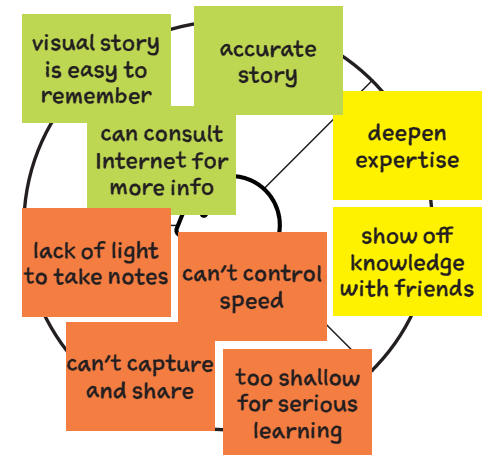 visual story
is easy to
remember
accurate
story
can consult
Internet for
more info
deepen
expertise
show off
knowledge
with friends
lack of light
to take notes
can't control
speed
can't capture
and share
too shallow
for serious
learning